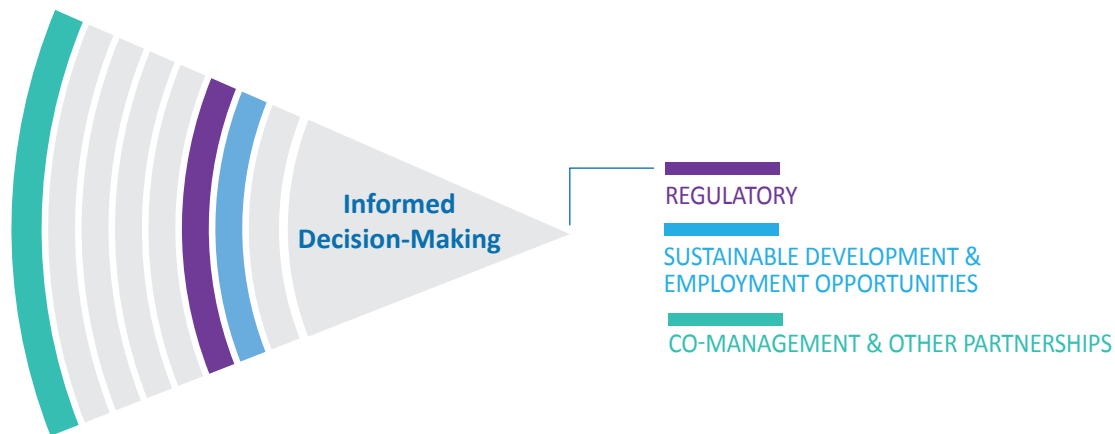 Informed
Decision-Making
REGULATORY
SUSTAINABLE DEVELOPMENT &
EMPLOYMENT OPPORTUNITIES
CO-MANAGEMENT & OTHER PARTNERSHIPS